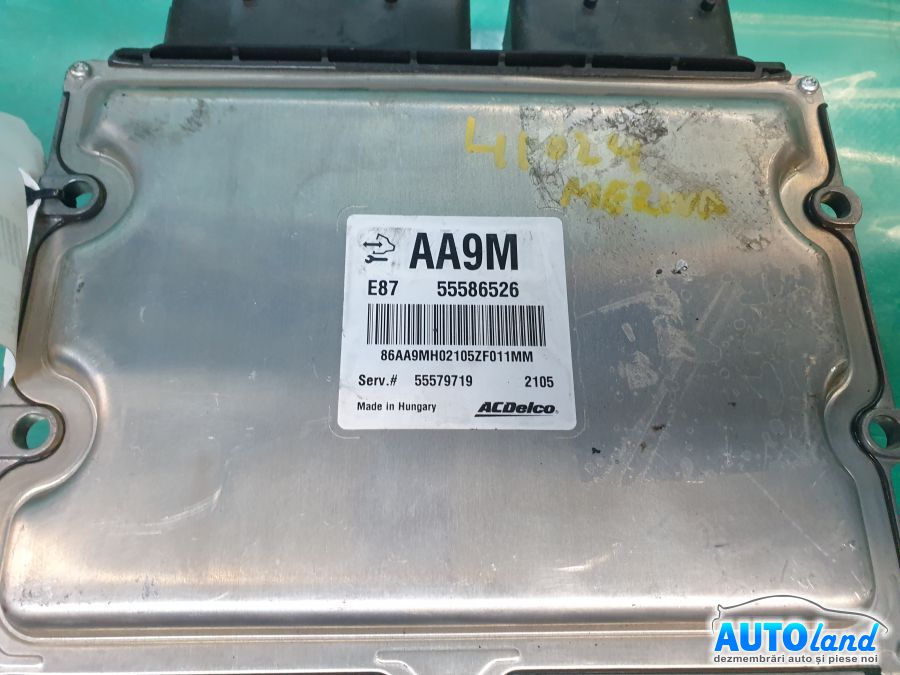 41024
MERIVA
AA9M
E87 55586526
86AA9MH02105ZF011MM
Serv.# 55579719 2105
Made in Hungary ACDelco
AUTOland
dezmembrări auto și piese noi